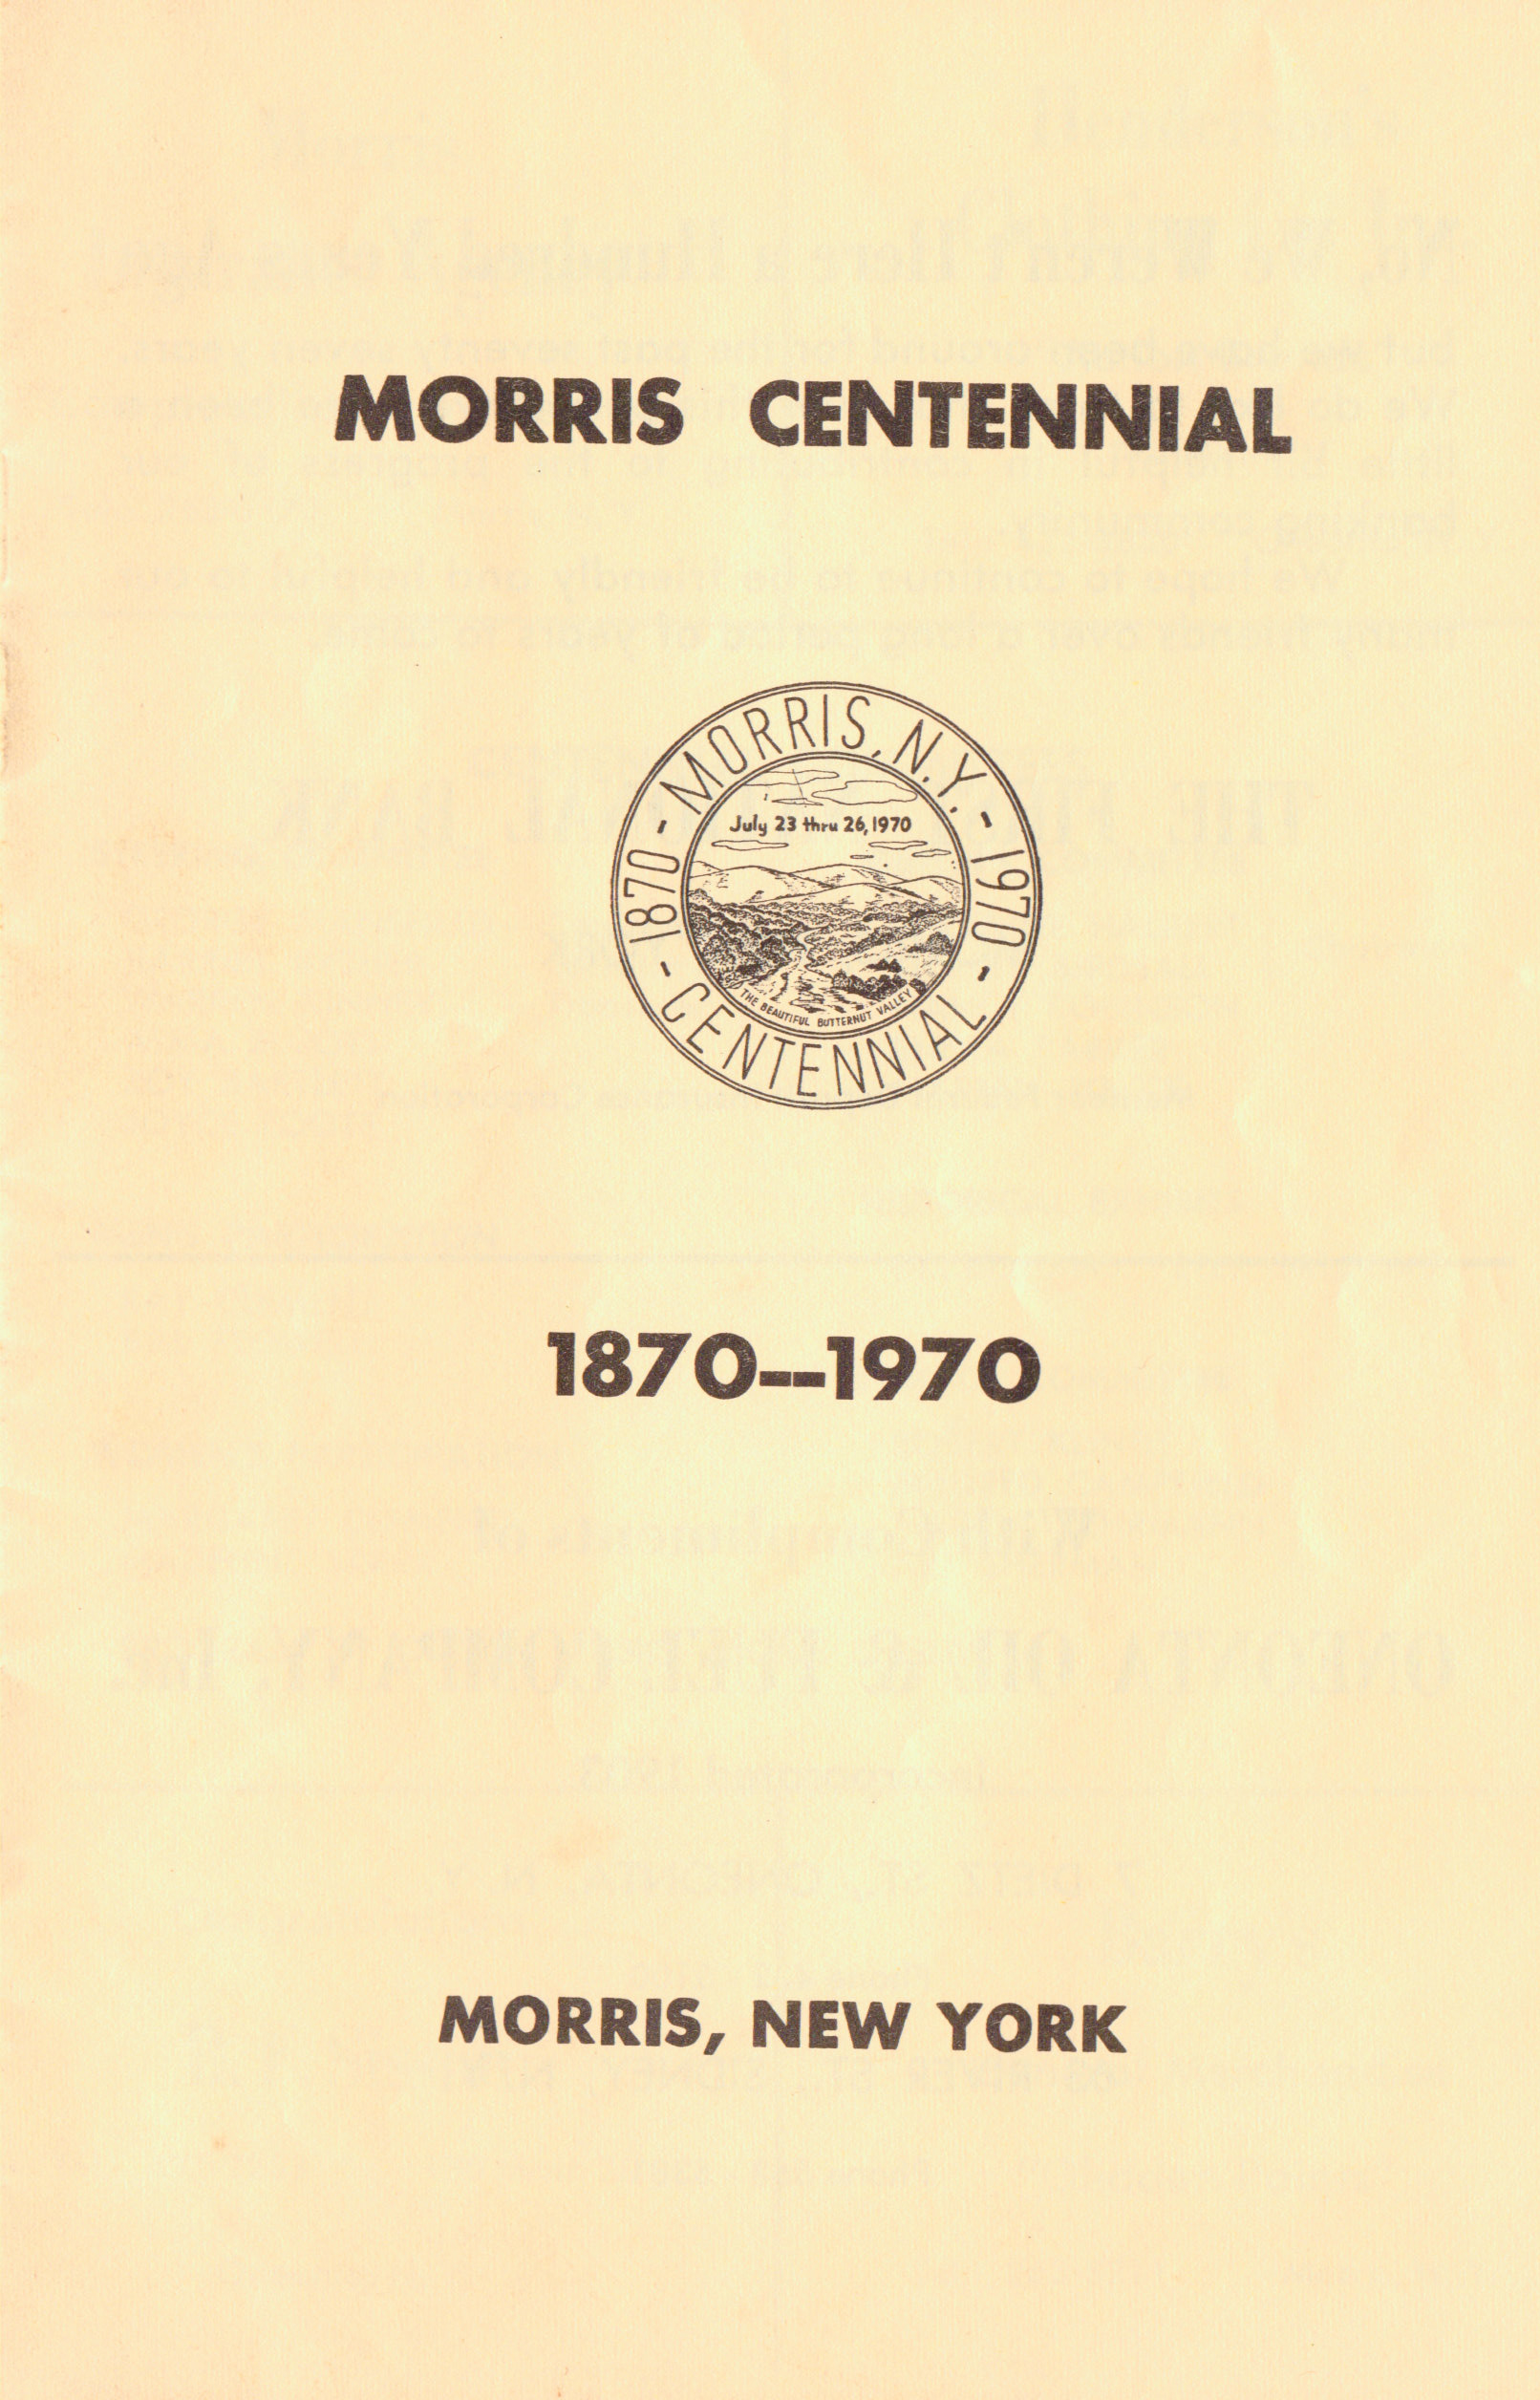 MORRIS CENTENNIAL
MORRIS, N.Y.
1870 - 1970
July 23 thru 26, 1970
THE BEAUTIFUL BUTTERNUT VALLEY
CENTENNIAL
1870--1970
MORRIS, NEW YORK